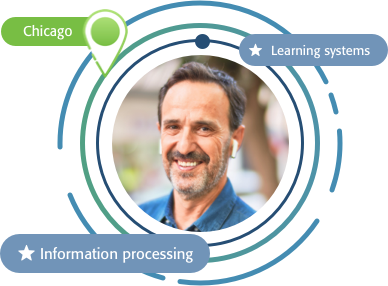 Chicago
Learning systems
Information processing